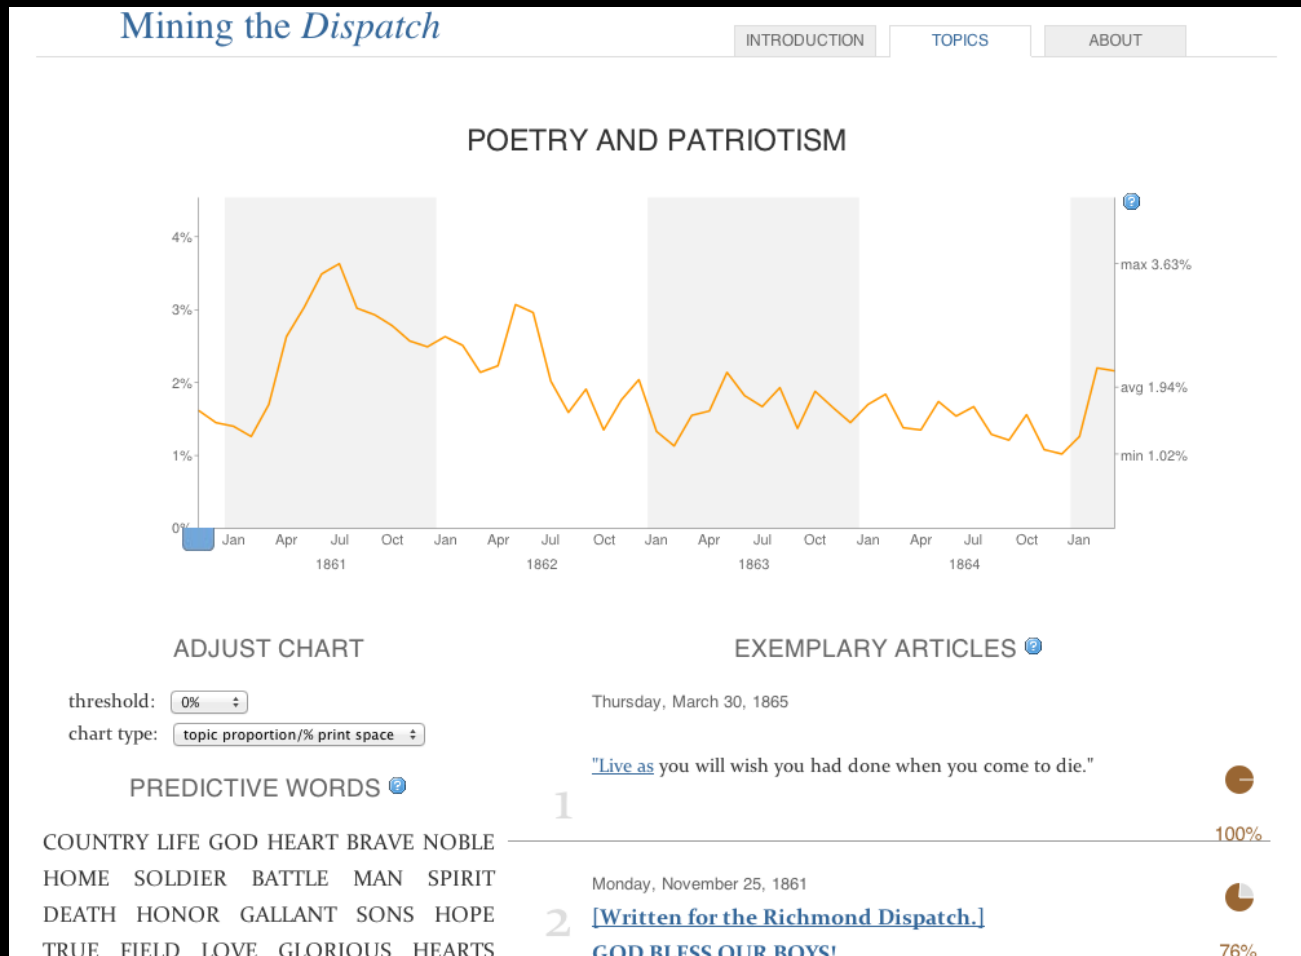 Mining the Dispatch
INTRODUCTION
TOPICS
ABOUT
POETRY AND PATRIOTISM
4%
3%
2%
1%
0%
max 3.63%
avg 1.94%
min 1.02%
Jan Apr Jul Oct Jan Apr Jul Oct Jan Apr Jul Oct Jan Apr Jul Oct Jan
1861 1862 1863 1864
ADJUST CHART
threshold: 0%
chart type: topic proportion/% print space
PREDICTIVE WORDS ?
COUNTRY LIFE GOD HEART BRAVE NOBLE
HOME SOLDIER BATTLE MAN SPIRIT
DEATH HONOR GALLANT SONS HOPE
TRUE FIELD LOVE GLORIOUS HEARTS
EXEMPLARY ARTICLES ?
Thursday, March 30, 1865
1
"Live as you will wish you had done when you come to die."
100%
Monday, November 25, 1861
2
[Written for the Richmond Dispatch.]
GOD BLESS OUR BOYS!
76%